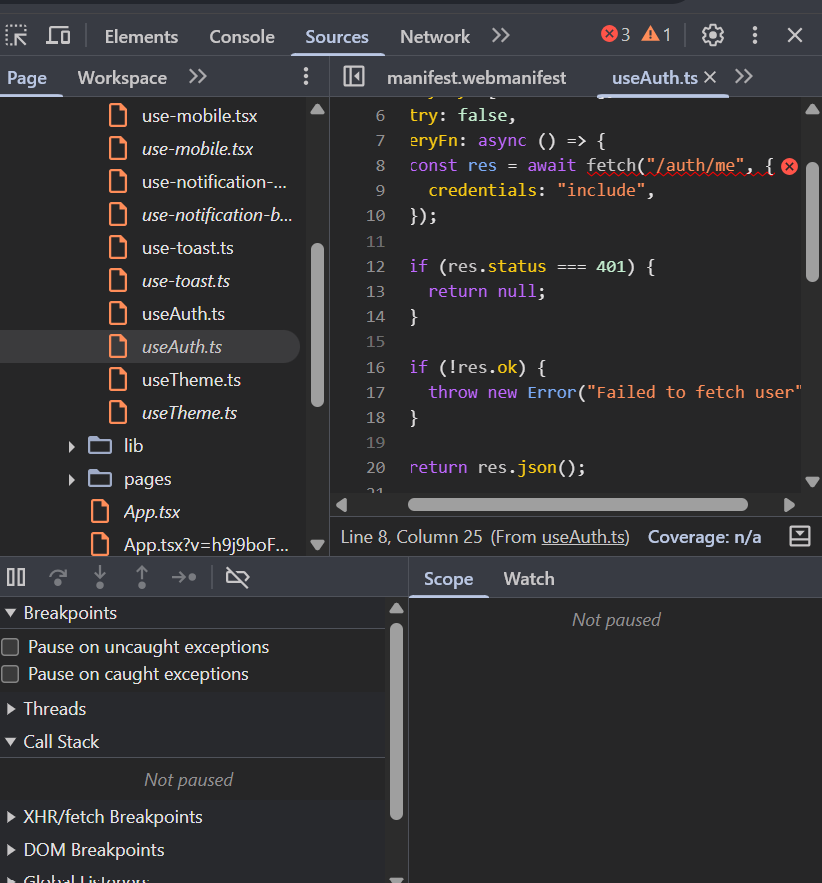 Elements Console Sources Network 3 1
Page Workspace manifest.webmanifest useAuth.ts
use-mobile.tsx
use-mobile.tsx
use-notification-...
use-notification-b...
use-toast.ts
use-toast.ts
useAuth.ts
useAuth.ts
useTheme.ts
useTheme.ts
lib
pages
App.tsx
App.tsx?v=h9j9boF...
6 try: false,
7 eryFn: async () => {
8 const res = await fetch("/auth/me", {
9 credentials: "include",
10 });
11
12 if (res.status === 401) {
13 return null;
14 }
15
16 if (!res.ok) {
17 throw new Error("Failed to fetch user"
18 }
19
20 return res.json();
21
Line 8, Column 25 (From useAuth.ts) Coverage: n/a
Breakpoints
Pause on uncaught exceptions
Pause on caught exceptions
Threads
Call Stack
Not paused
XHR/fetch Breakpoints
DOM Breakpoints
Global Listeners
Scope Watch
Not paused